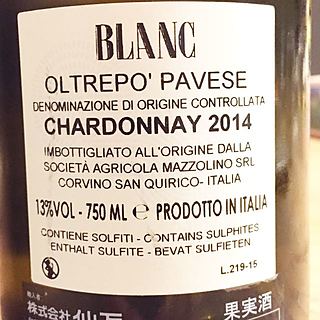 BLANC
OLTREPO' PAVESE
DENOMINAZIONE DI ORIGINE CONTROLLATA
CHARDONNAY 2014
IMBOTTIGLIATO ALL'ORIGINE DALLA
SOCIETÀ AGRICOLA MAZZOLINO SRL
CORVINO SAN QUIRICO- ITALIA
13%VOL - 750 ML ℮ PRODOTTO IN ITALIA
CONTIENE SOLFITI - CONTAINS SULPHITES
ENTHALT SULFITE - BEVAT SULFIETEN
L.219-15
株式会社 果実酒